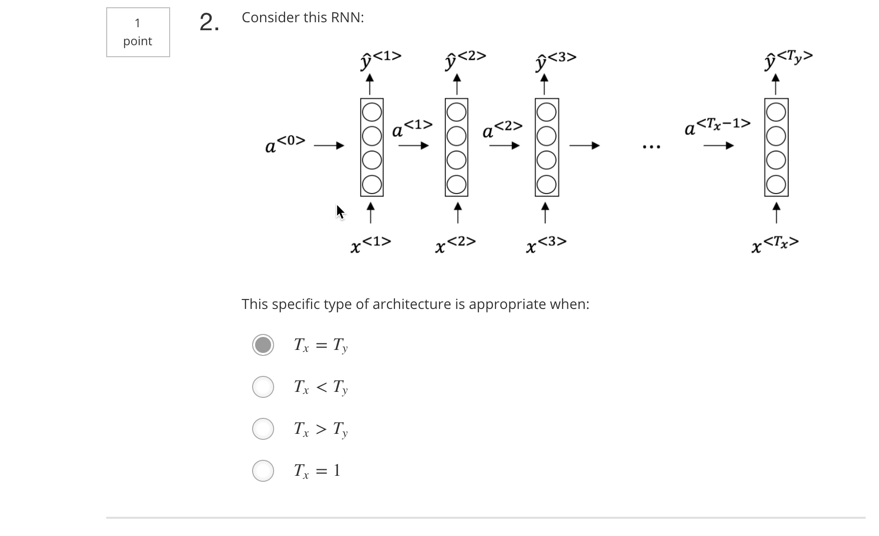 1
point
2.
Consider this RNN:
ŷ<1> ŷ<2> ŷ<3> ŷ<Ty>
a<0> a<1> a<2> ... a<Tx−1>
x<1> x<2> x<3> x<Tx>
This specific type of architecture is appropriate when:
Tx = Ty
Tx < Ty
Tx > Ty
Tx = 1